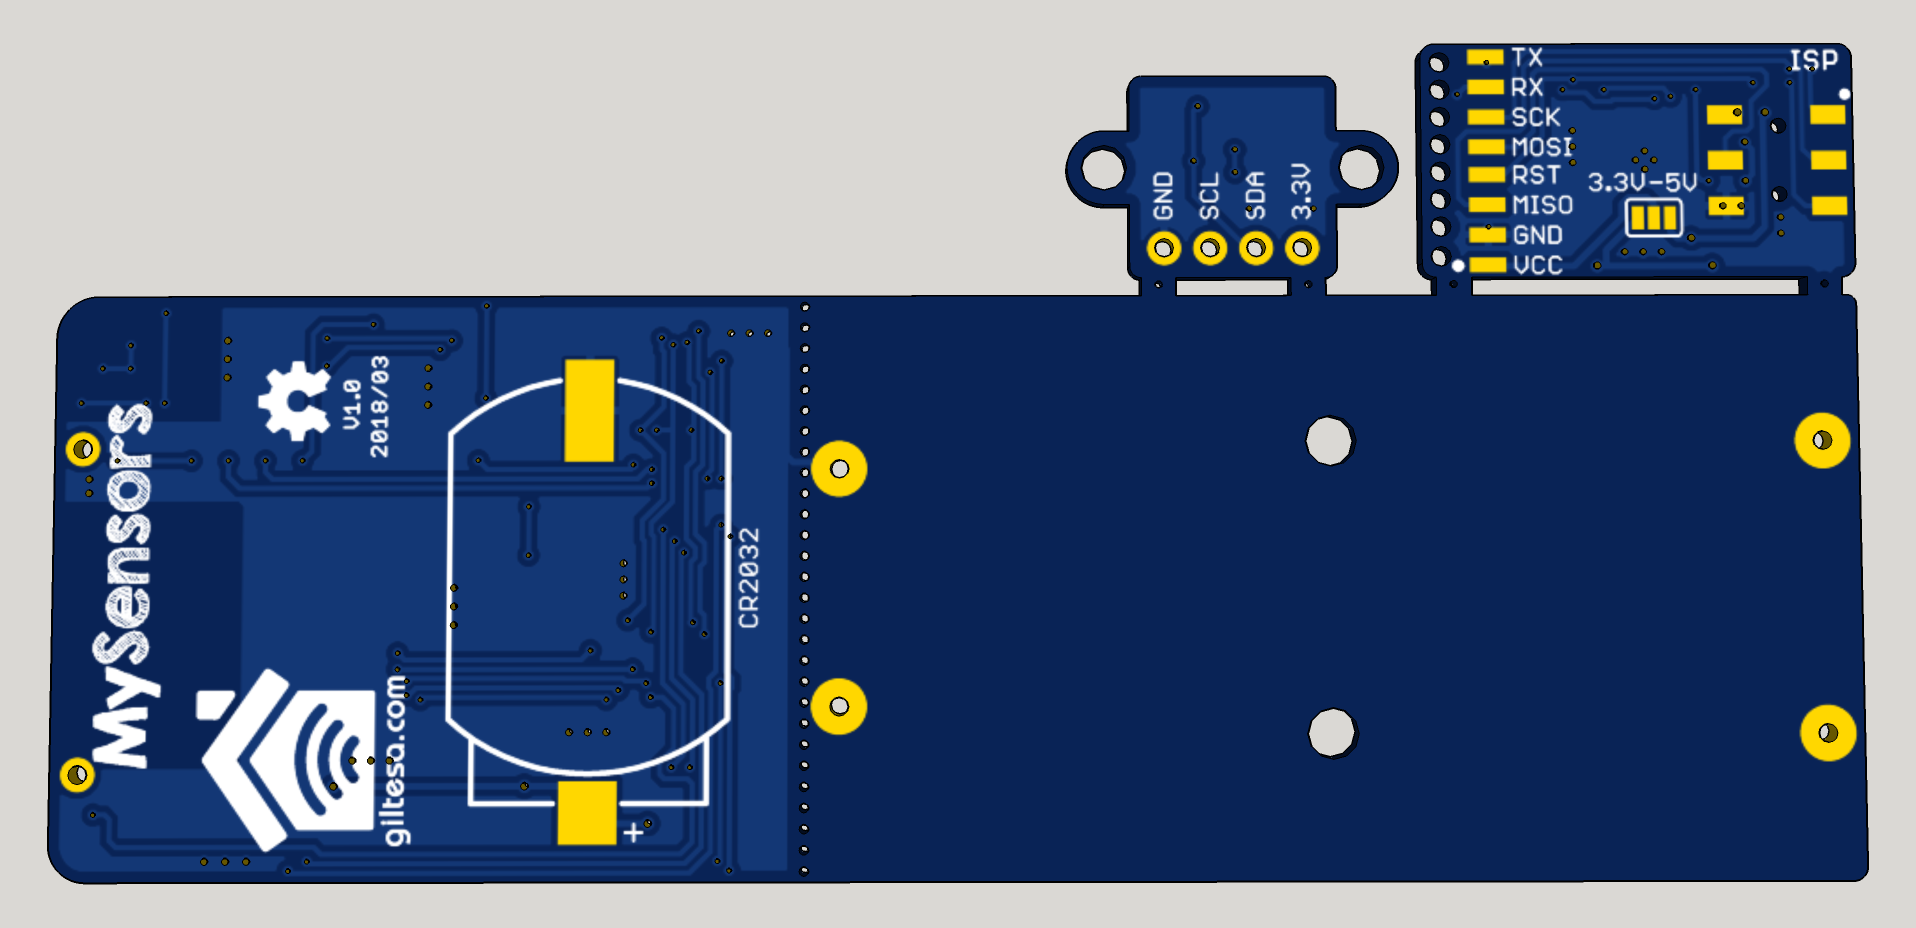 TX
RX
SCK
MOSI
RST
MISO
GND
VCC
ISP
3.3V-5V
GND
SCL
SDA
3.3V
V1.0
2018/03
MySensors
giltesa.com
CR2032
+